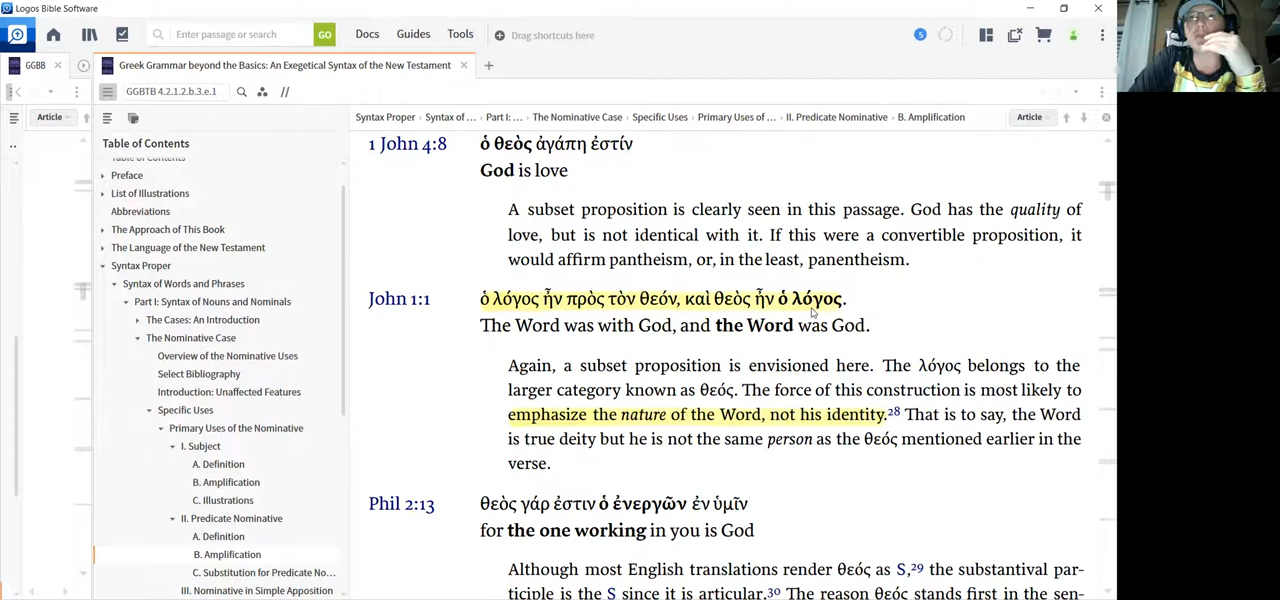 Logos Bible Software
Enter passage or search
GO
Docs
Guides
Tools
Drag shortcuts here
5
GGBB
Greek Grammar beyond the Basics: An Exegetical Syntax of the New Testament
GGBTB 4.2.1.2.b.3.e.1
Article
Syntax Proper › Syntax of ... › Part I: ... › The Nominative Case › Specific Uses › Primary Uses of ... › II. Predicate Nominative › B. Amplification
Article
Table of Contents
Table of Contents
Preface
List of Illustrations
Abbreviations
The Approach of This Book
The Language of the New Testament
Syntax Proper
Syntax of Words and Phrases
Part I: Syntax of Nouns and Nominals
The Cases: An Introduction
The Nominative Case
Overview of the Nominative Uses
Select Bibliography
Introduction: Unaffected Features
Specific Uses
Primary Uses of the Nominative
I. Subject
A. Definition
B. Amplification
C. Illustrations
II. Predicate Nominative
A. Definition
B. Amplification
C. Substitution for Predicate No...
III. Nominative in Simple Apposition
1 John 4:8 ὁ θεὸς ἀγάπη ἐστίν
God is love
A subset proposition is clearly seen in this passage. God has the quality of
love, but is not identical with it. If this were a convertible proposition, it
would affirm pantheism, or, in the least, panentheism.
John 1:1 ὁ λόγος ἦν πρὸς τὸν θεόν, καὶ θεὸς ἦν ὁ λόγος.
The Word was with God, and the Word was God.
Again, a subset proposition is envisioned here. The λόγος belongs to the
larger category known as θεός. The force of this construction is most likely to
emphasize the nature of the Word, not his identity.28 That is to say, the Word
is true deity but he is not the same person as the θεός mentioned earlier in the
verse.
Phil 2:13 θεὸς γάρ ἐστιν ὁ ἐνεργῶν ἐν ὑμῖν
for the one working in you is God
Although most English translations render θεός as S,29 the substantival par-
ticiple is the S since it is articular.30 The reason θεός stands first in the sen-